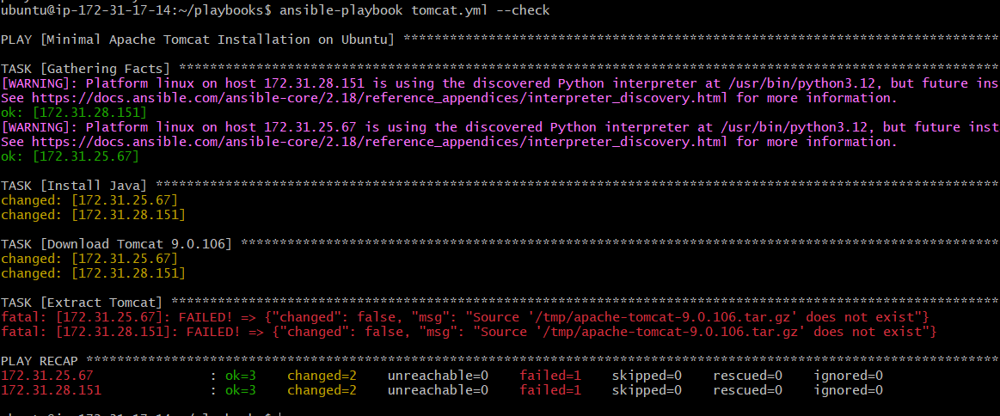 ubuntu@ip-172-31-17-14:~/playbooks$ ansible-playbook tomcat.yml --check
PLAY [Minimal Apache Tomcat Installation on Ubuntu] *****************************************************************************
TASK [Gathering Facts] **********************************************************************************************************
[WARNING]: Platform linux on host 172.31.28.151 is using the discovered Python interpreter at /usr/bin/python3.12, but future ins
See https://docs.ansible.com/ansible-core/2.18/reference_appendices/interpreter_discovery.html for more information.
ok: [172.31.28.151]
[WARNING]: Platform linux on host 172.31.25.67 is using the discovered Python interpreter at /usr/bin/python3.12, but future inst
See https://docs.ansible.com/ansible-core/2.18/reference_appendices/interpreter_discovery.html for more information.
ok: [172.31.25.67]
TASK [Install Java] *************************************************************************************************************
changed: [172.31.25.67]
changed: [172.31.28.151]
TASK [Download Tomcat 9.0.106] **************************************************************************************************
changed: [172.31.25.67]
changed: [172.31.28.151]
TASK [Extract Tomcat] ***********************************************************************************************************
fatal: [172.31.25.67]: FAILED! => {"changed": false, "msg": "Source '/tmp/apache-tomcat-9.0.106.tar.gz' does not exist"}
fatal: [172.31.28.151]: FAILED! => {"changed": false, "msg": "Source '/tmp/apache-tomcat-9.0.106.tar.gz' does not exist"}
PLAY RECAP **********************************************************************************************************************
172.31.25.67               : ok=3    changed=2    unreachable=0    failed=1    skipped=0    rescued=0    ignored=0
172.31.28.151              : ok=3    changed=2    unreachable=0    failed=1    skipped=0    rescued=0    ignored=0